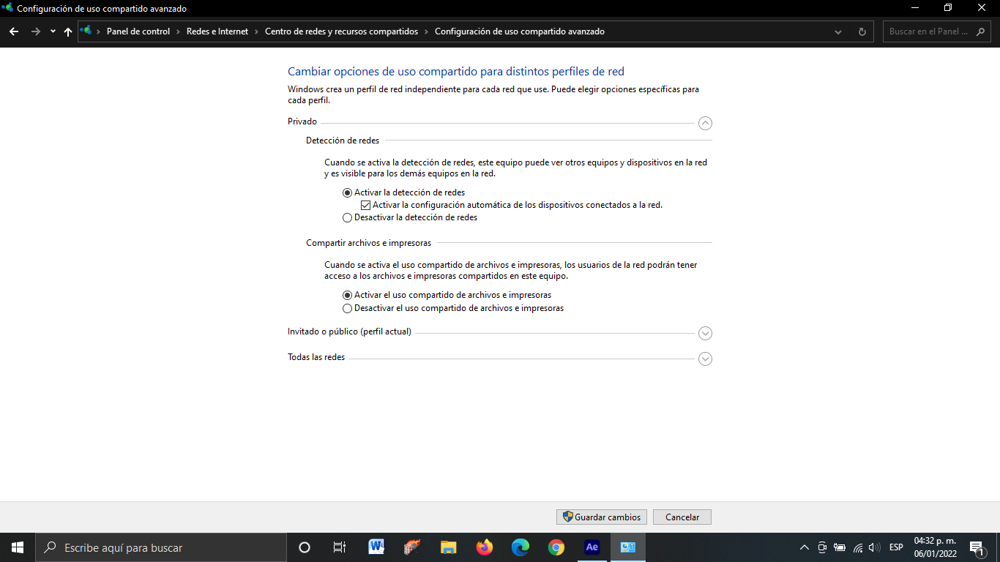 Configuración de uso compartido avanzado
Panel de control › Redes e Internet › Centro de redes y recursos compartidos › Configuración de uso compartido avanzado
Buscar en el Panel ...
Cambiar opciones de uso compartido para distintos perfiles de red
Windows crea un perfil de red independiente para cada red que use. Puede elegir opciones específicas para
cada perfil.
Privado
Detección de redes
Cuando se activa la detección de redes, este equipo puede ver otros equipos y dispositivos en la red
y es visible para los demás equipos en la red.
Activar la detección de redes
Activar la configuración automática de los dispositivos conectados a la red.
Desactivar la detección de redes
Compartir archivos e impresoras
Cuando se activa el uso compartido de archivos e impresoras, los usuarios de la red podrán tener
acceso a los archivos e impresoras compartidos en este equipo.
Activar el uso compartido de archivos e impresoras
Desactivar el uso compartido de archivos e impresoras
Invitado o público (perfil actual)
Todas las redes
Guardar cambios
Cancelar
Escribe aquí para buscar
W
Ae
ESP
04:32 p. m.
06/01/2022
1